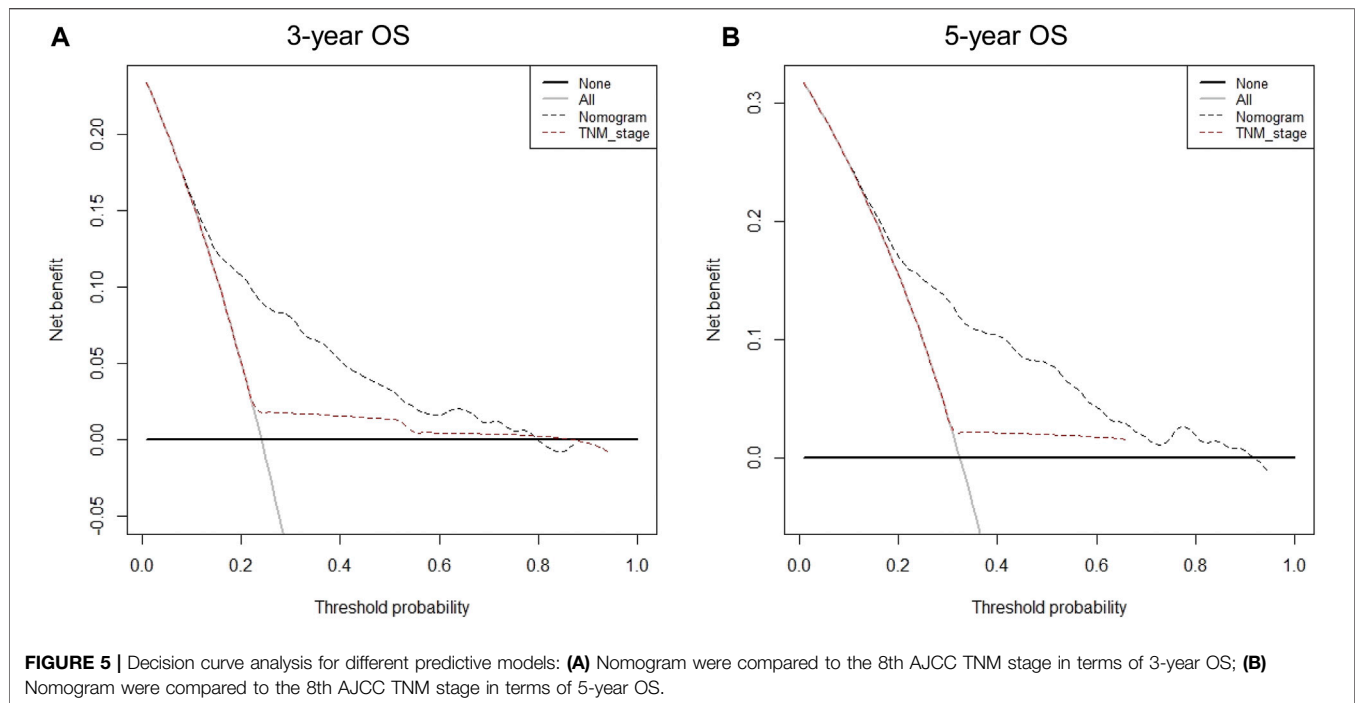 A
3-year OS
None
All
Nomogram
TNM_stage
0.20
0.15
0.10
0.05
0.00
-0.05
Net benefit
0.0 0.2 0.4 0.6 0.8 1.0
Threshold probability
B
5-year OS
None
All
Nomogram
TNM_stage
0.3
0.2
0.1
0.0
Net benefit
0.0 0.2 0.4 0.6 0.8 1.0
Threshold probability
FIGURE 5 | Decision curve analysis for different predictive models: (A) Nomogram were compared to the 8th AJCC TNM stage in terms of 3-year OS; (B)
Nomogram were compared to the 8th AJCC TNM stage in terms of 5-year OS.